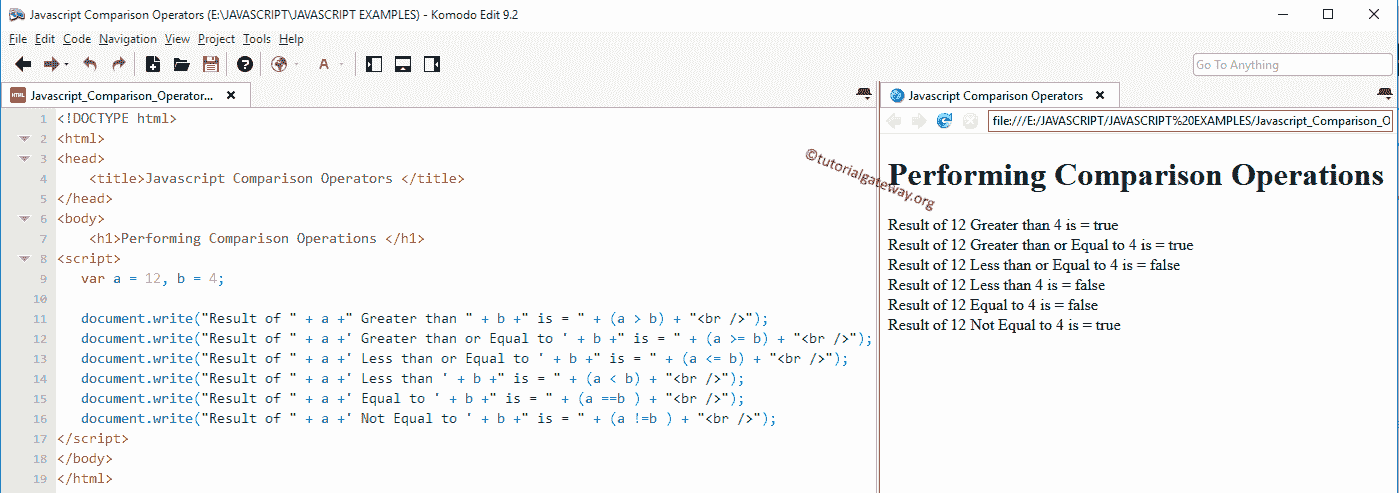 Javascript Comparison Operators (E:\JAVASCRIPT\JAVASCRIPT EXAMPLES) - Komodo Edit 9.2
File Edit Code Navigation View Project Tools Help
A
Go To Anything
HTML Javascript_Comparison_Operator...
1 <!DOCTYPE html>
2 <html>
3 <head>
4 <title>Javascript Comparison Operators </title>
5 </head>
6 <body>
7 <h1>Performing Comparison Operations </h1>
8 <script>
9 var a = 12, b = 4;
10
11 document.write("Result of " + a +" Greater than " + b +" is = " + (a > b) + "<br />");
12 document.write("Result of " + a +' Greater than or Equal to ' + b +" is = " + (a >= b) + "<br />");
13 document.write("Result of " + a +' Less than or Equal to ' + b +" is = " + (a <= b) + "<br />");
14 document.write("Result of " + a +' Less than ' + b +" is = " + (a < b) + "<br />");
15 document.write("Result of " + a +' Equal to ' + b +" is = " + (a ==b ) + "<br />");
16 document.write("Result of " + a +' Not Equal to ' + b +" is = " + (a !=b ) + "<br />");
17 </script>
18 </body>
19 </html>
Javascript Comparison Operators
file:///E:/JAVASCRIPT/JAVASCRIPT%20EXAMPLES/Javascript_Comparison_O
©tutorialgateway.org
Performing Comparison Operations
Result of 12 Greater than 4 is = true
Result of 12 Greater than or Equal to 4 is = true
Result of 12 Less than or Equal to 4 is = false
Result of 12 Less than 4 is = false
Result of 12 Equal to 4 is = false
Result of 12 Not Equal to 4 is = true